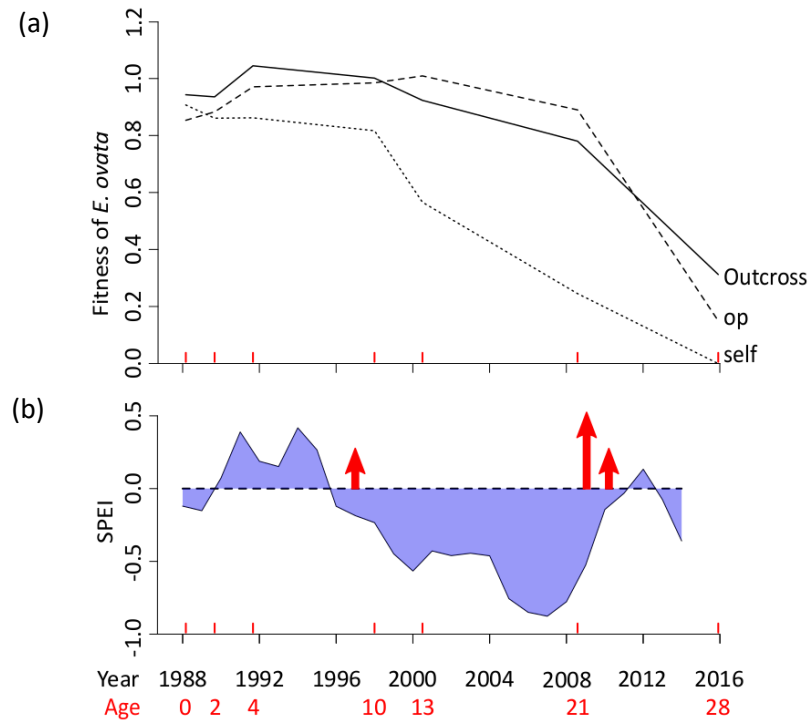 (a)
Fitness of E. ovata
1.2
1.0
0.8
0.6
0.4
0.2
0.0
Outcross
op
self
(b)
SPEI
0.5
0.0
-0.5
-1.0
Year 1988 1992 1996 2000 2004 2008 2012 2016
Age 0 2 4 10 13 21 28